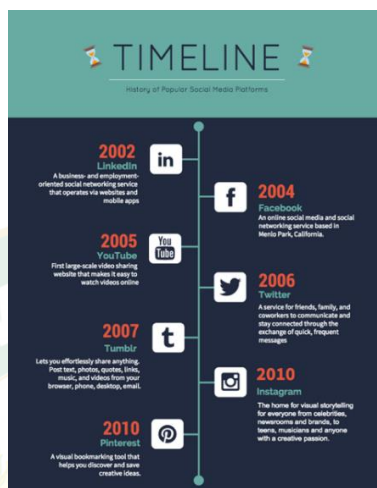 TIMELINE
History of Popular Social Media Platforms
2002
LinkedIn
A business- and employment-
oriented social networking service
that operates via websites and
mobile apps
in
f
2004
Facebook
An online social media and social
networking service based in
Menlo Park, California.
2005
YouTube
First large-scale video sharing
website that makes it easy to
watch videos online
You
Tube
2006
Twitter
A service for friends, family, and
coworkers to communicate and
stay connected through the
exchange of quick, frequent
messages
2007
Tumblr
Lets you effortlessly share anything.
Post text, photos, quotes, links,
music, and videos from your
browser, phone, desktop, email.
t
2010
Instagram
The home for visual storytelling
for everyone from celebrities,
newsrooms and brands, to
teens, musicians and anyone
with a creative passion.
2010
Pinterest
A visual bookmarking tool that
helps you discover and save
creative ideas.